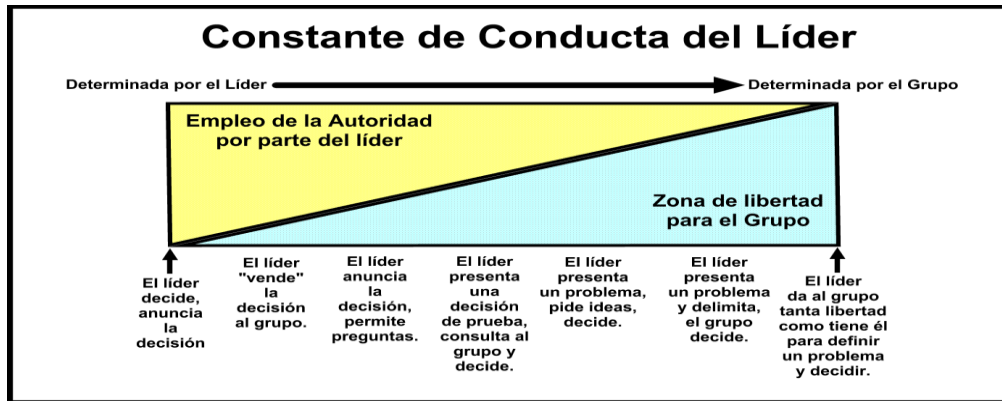 Constante de Conducta del Líder
Determinada por el Líder
Determinada por el Grupo
Empleo de la Autoridad
por parte del líder
Zona de libertad
para el Grupo
El líder
decide,
anuncia
la
decisión
El líder
"vende"
la
decisión
al grupo.
El líder
anuncia
la
decisión,
permite
preguntas.
El líder
presenta
una
decisión
de prueba,
consulta al
grupo y
decide.
El líder
presenta
un problema,
pide ideas,
decide.
El líder
presenta
un problema
y delimita,
el grupo
decide.
El líder
da al grupo
tanta libertad
como tiene él
para definir
un problema
y decidir.